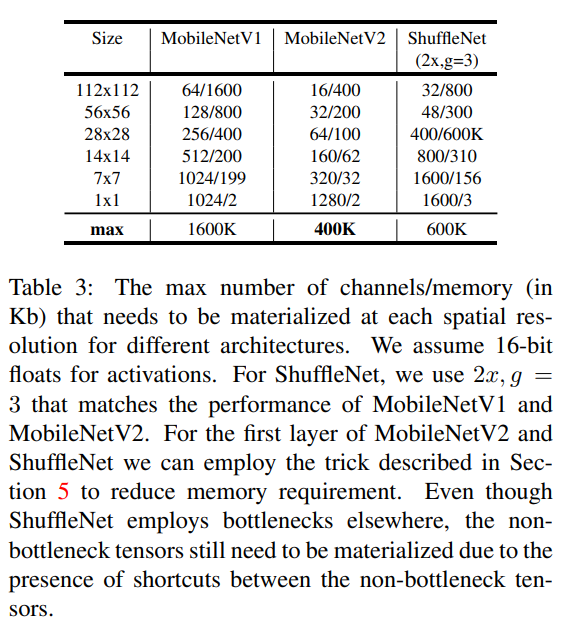 Size MobileNetV1 MobileNetV2 ShuffleNet
(2x,g=3)
112x112 64/1600 16/400 32/800
56x56 128/800 32/200 48/300
28x28 256/400 64/100 400/600K
14x14 512/200 160/62 800/310
7x7 1024/199 320/32 1600/156
1x1 1024/2 1280/2 1600/3
max 1600K 400K 600K
Table 3: The max number of channels/memory (in
Kb) that needs to be materialized at each spatial res-
olution for different architectures. We assume 16-bit
floats for activations. For ShuffleNet, we use 2x, g =
3 that matches the performance of MobileNetV1 and
MobileNetV2. For the first layer of MobileNetV2 and
ShuffleNet we can employ the trick described in Sec-
tion 5 to reduce memory requirement. Even though
ShuffleNet employs bottlenecks elsewhere, the non-
bottleneck tensors still need to be materialized due to the
presence of shortcuts between the non-bottleneck ten-
sors.